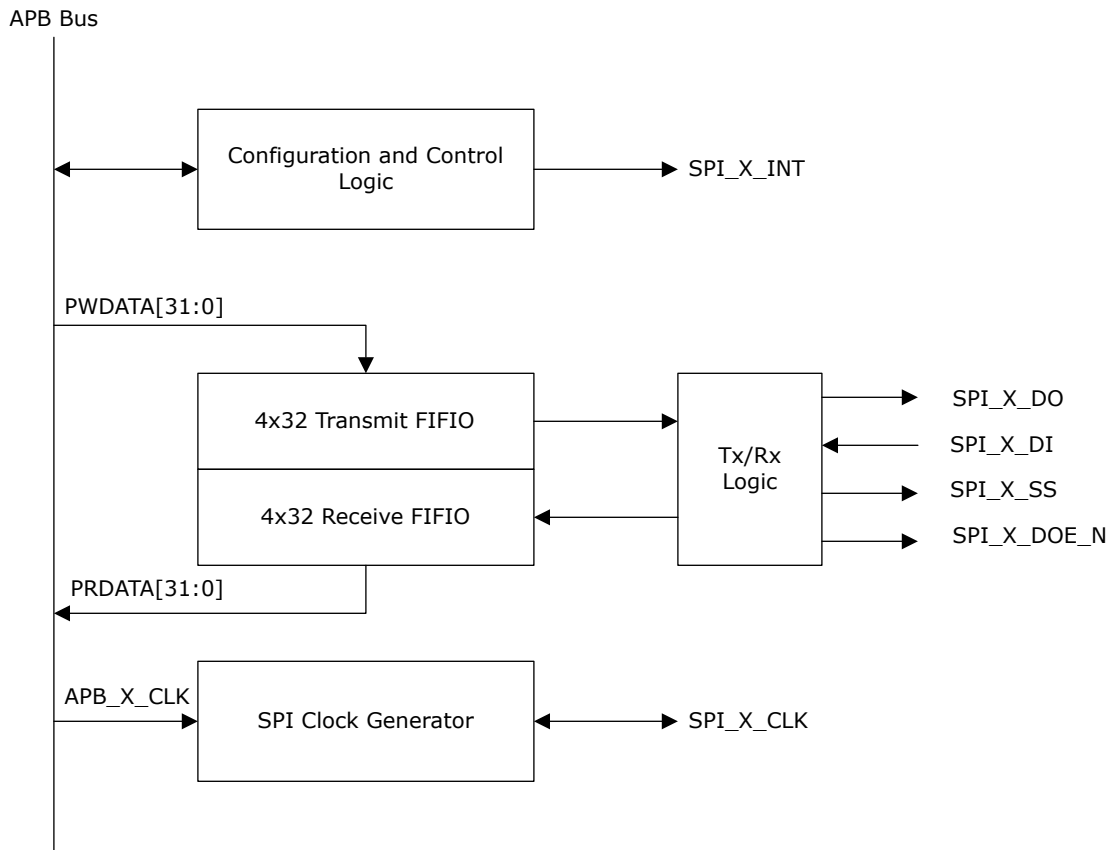 APB Bus
Configuration and Control
Logic
SPI_X_INT
PWDATA[31:0]
4x32 Transmit FIFIO
4x32 Receive FIFIO
Tx/Rx
Logic
SPI_X_DO
SPI_X_DI
SPI_X_SS
SPI_X_DOE_N
PRDATA[31:0]
APB_X_CLK
SPI Clock Generator
SPI_X_CLK